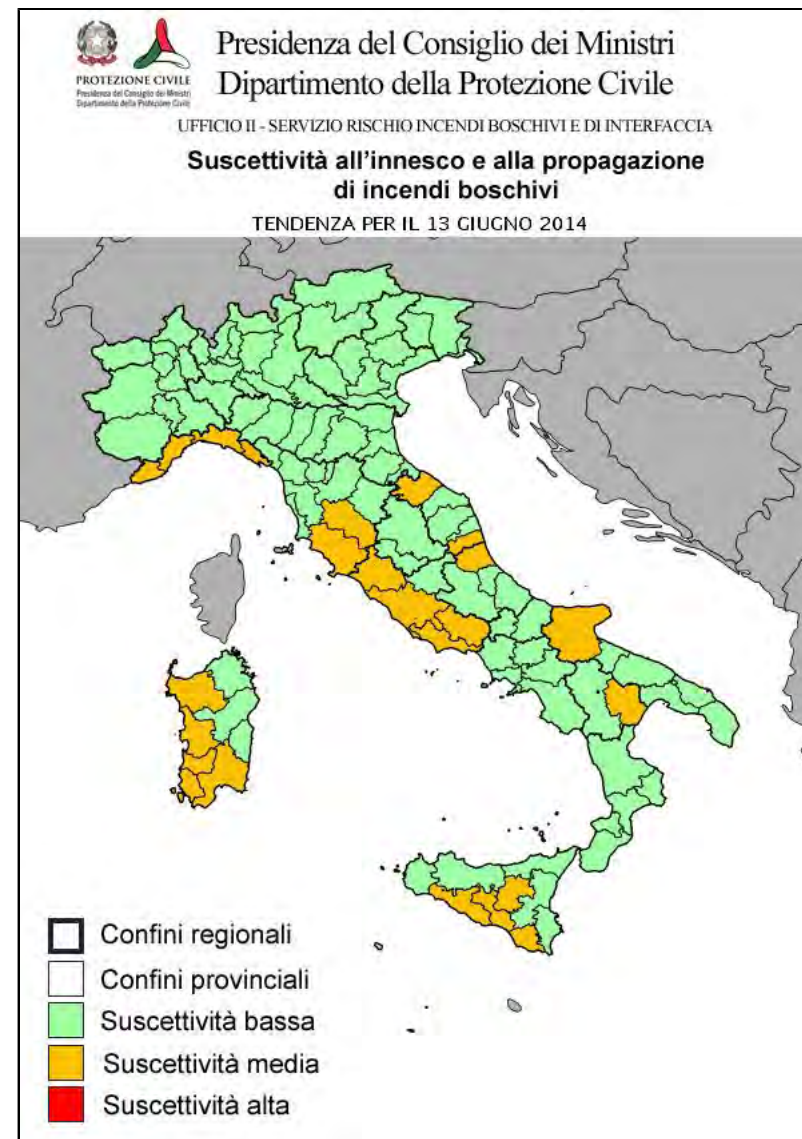 Presidenza del Consiglio dei Ministri
Dipartimento della Protezione Civile
PROTEZIONE CIVILE
Presidenza del Consiglio dei Ministri
Dipartimento della Protezione Civile
UFFICIO II - SERVIZIO RISCHIO INCENDI BOSCHIVI E DI INTERFACCIA
Suscettività all'innesco e alla propagazione
di incendi boschivi
TENDENZA PER IL 13 GIUGNO 2014
Confini regionali
Confini provinciali
Suscettività bassa
Suscettività media
Suscettività alta